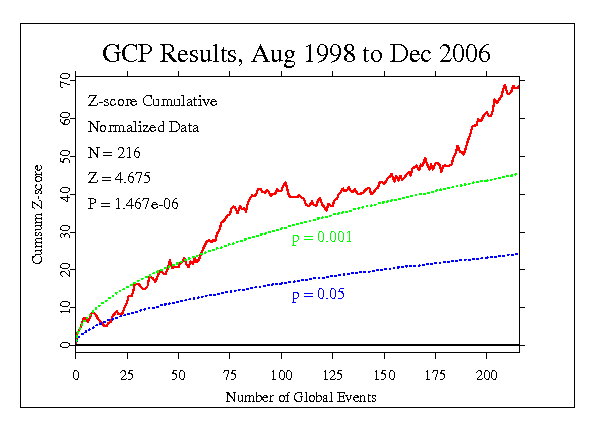 GCP Results, Aug 1998 to Dec 2006
Z-score Cumulative
Normalized Data
N = 216
Z = 4.675
P = 1.467e-06
p = 0.001
p = 0.05
Cumsum Z-score
0 10 20 30 40 50 60 70
0 25 50 75 100 125 150 175 200
Number of Global Events